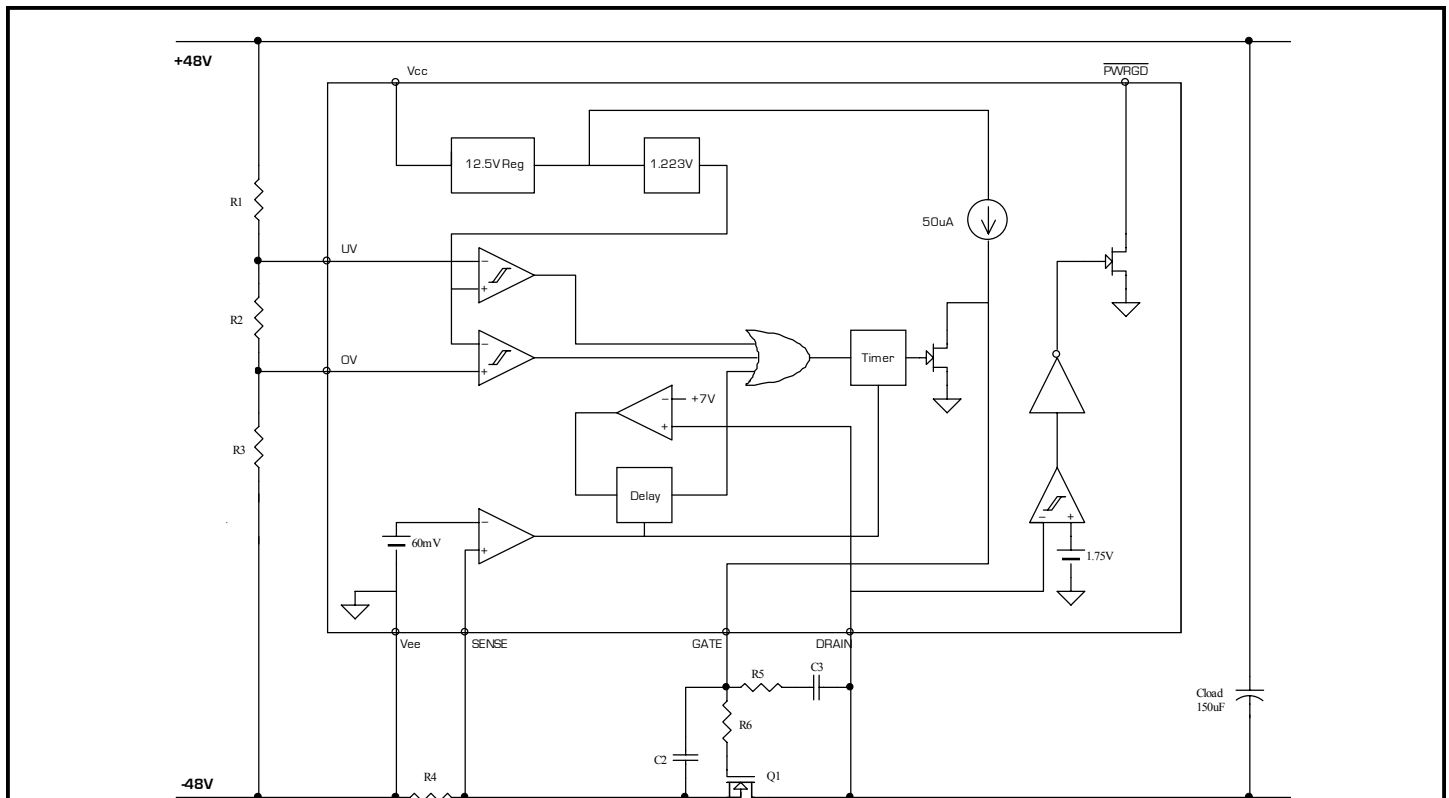 +48V
Vcc
PWRGD
12.5V Reg
1.223V
R1
50uA
UV
−
+
R2
OV
−
+
Timer
− +7V
+
R3
Delay
−
60mV
+
− +
1.75V
Vee
SENSE
GATE
DRAIN
R5
C3
Cload
150uF
R6
C2
Q1
R4
-48V